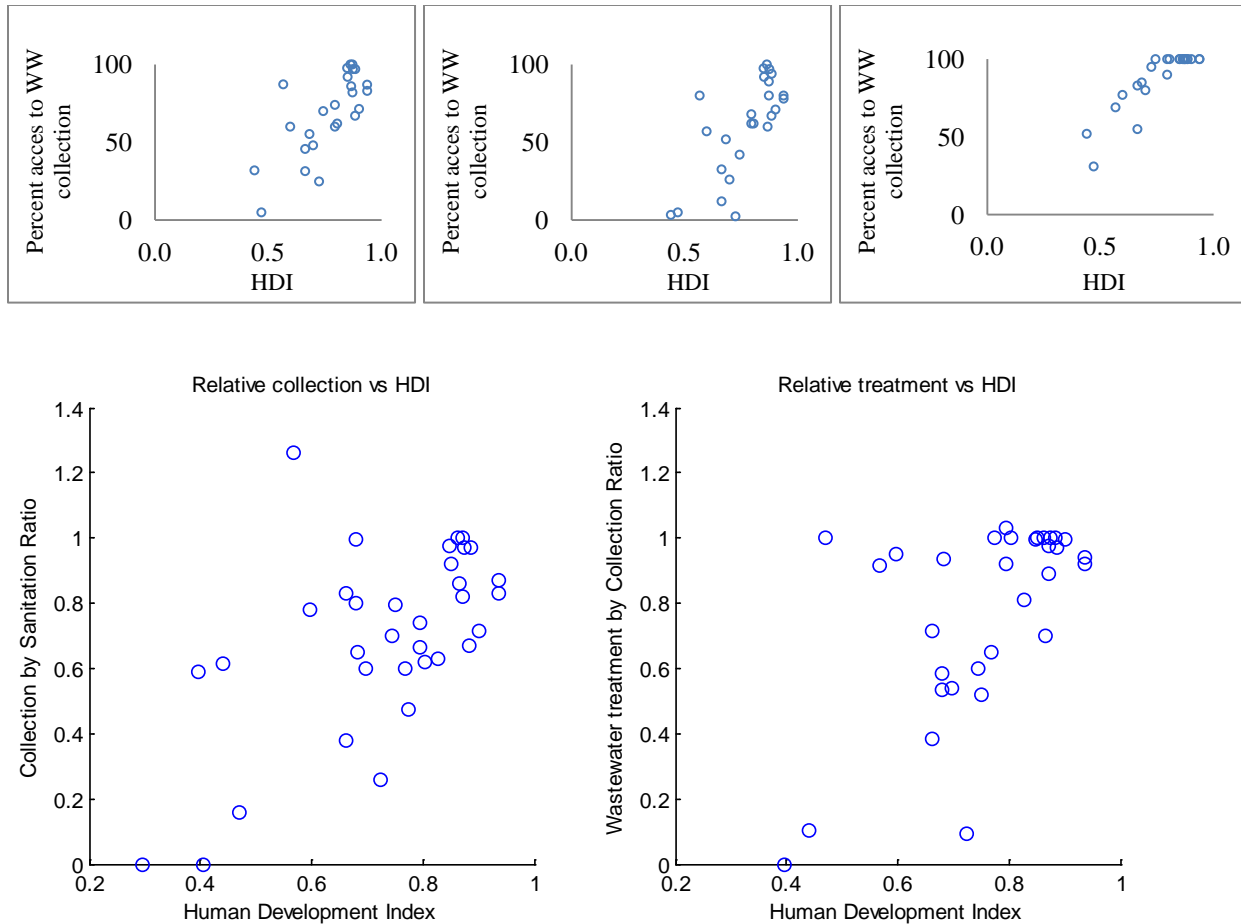 Percent acces to WW
collection
100
50
0
0.0
0.5
1.0
HDI
Percent acces to WW
collection
100
50
0
0.0
0.5
1.0
HDI
Percent acces to WW
collection
100
50
0
0.0
0.5
1.0
HDI
Relative collection vs HDI
Collection by Sanitation Ratio
1.4
1.2
1
0.8
0.6
0.4
0.2
0
0.2
0.4
0.6
0.8
1
Human Development Index
Relative treatment vs HDI
Wastewater treatment by Collection Ratio
1.4
1.2
1
0.8
0.6
0.4
0.2
0
0.2
0.4
0.6
0.8
1
Human Development Index